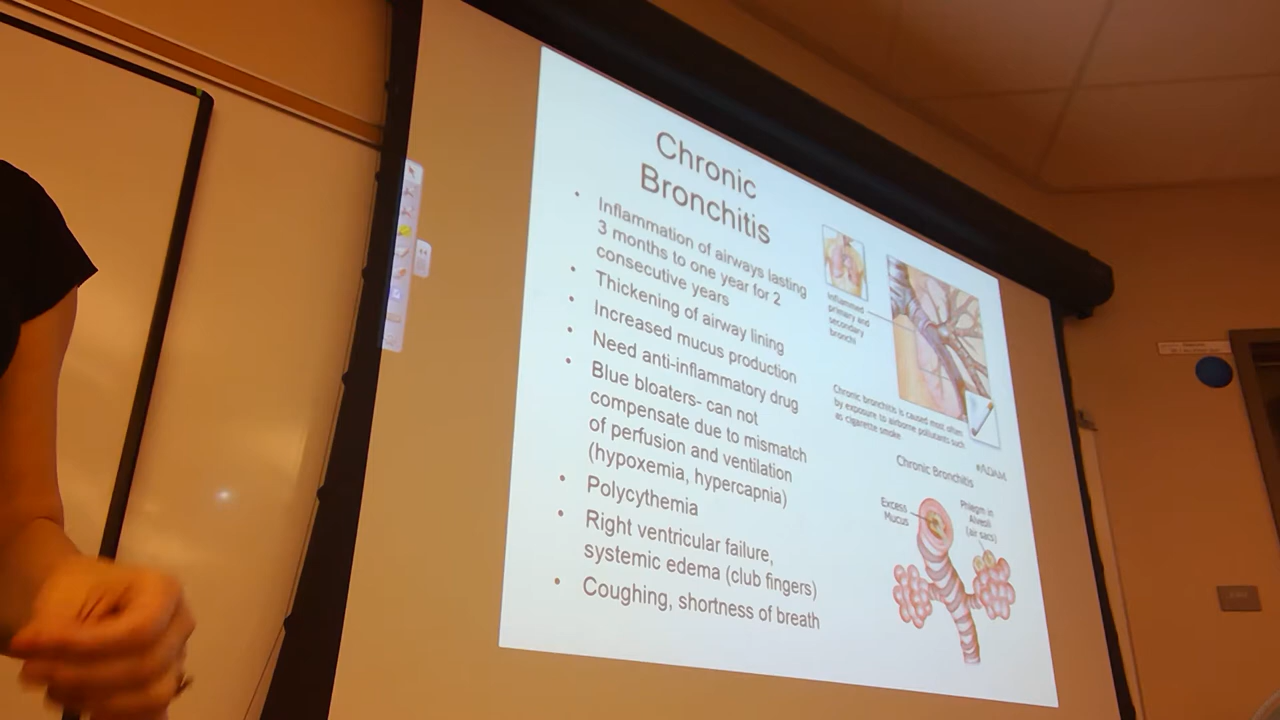 Chronic
Bronchitis
• Inflammation of airways lasting
3 months to one year for 2
consecutive years
• Thickening of airway lining
• Increased mucus production
• Need anti-inflammatory drug
• Blue bloaters- can not
compensate due to mismatch
of perfusion and ventilation
(hypoxemia, hypercapnia)
• Polycythemia
• Right ventricular failure,
systemic edema (club fingers)
• Coughing, shortness of breath
Inflammed
primary and
secondary
bronchi
Chronic bronchitis is caused most often
by exposure to airborne pollutants such
as cigarette smoke
ADAM
Chronic Bronchitis
Excess
Mucus
Phlegm in
Alveoli
(air sacs)